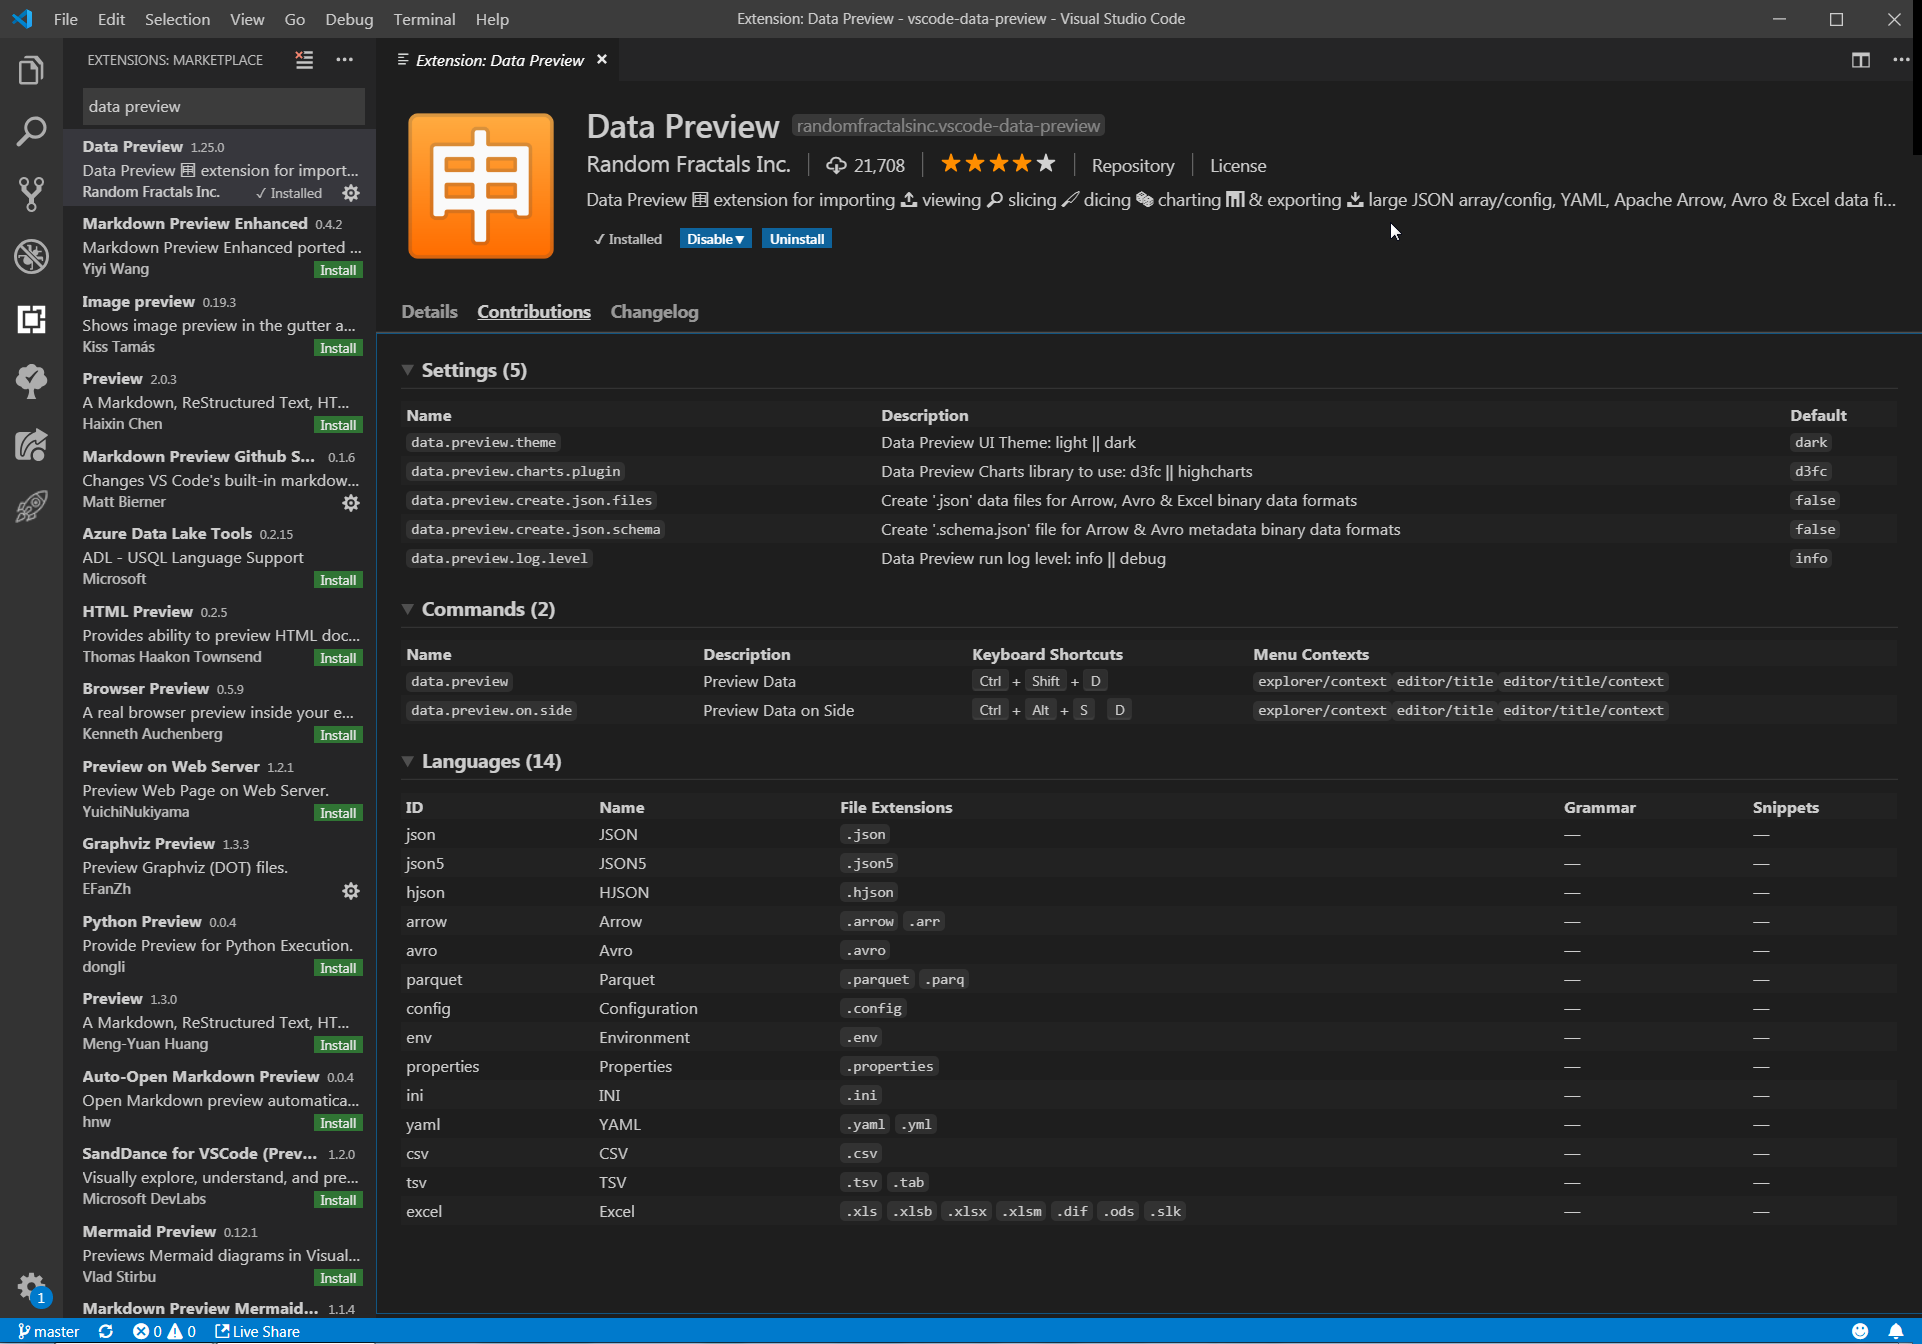 File Edit Selection View Go Debug Terminal Help
Extension: Data Preview - vscode-data-preview - Visual Studio Code
EXTENSIONS: MARKETPLACE
data preview
Data Preview 1.25.0
Data Preview extension for import...
Random Fractals Inc. ✓ Installed
Markdown Preview Enhanced 0.4.2
Markdown Preview Enhanced ported ...
Yiyi Wang Install
Image preview 0.19.3
Shows image preview in the gutter a...
Kiss Tamás Install
Preview 2.0.3
A Markdown, ReStructured Text, HT...
Haixin Chen Install
Markdown Preview Github S... 0.1.6
Changes VS Code's built-in markdow...
Matt Bierner
Azure Data Lake Tools 0.2.15
ADL - USQL Language Support
Microsoft Install
HTML Preview 0.2.5
Provides ability to preview HTML doc...
Thomas Haakon Townsend Install
Browser Preview 0.5.9
A real browser preview inside your e...
Kenneth Auchenberg Install
Preview on Web Server 1.2.1
Preview Web Page on Web Server.
YuichiNukiyama Install
Graphviz Preview 1.3.3
Preview Graphviz (DOT) files.
EFanZh
Python Preview 0.0.4
Provide Preview for Python Execution.
dongli Install
Preview 1.3.0
A Markdown, ReStructured Text, HT...
Meng-Yuan Huang Install
Auto-Open Markdown Preview 0.0.4
Open Markdown preview automatica...
hnw Install
SandDance for VSCode (Prev... 1.2.0
Visually explore, understand, and pre...
Microsoft DevLabs Install
Mermaid Preview 0.12.1
Previews Mermaid diagrams in Visual...
Vlad Stirbu Install
Markdown Preview Mermaid... 1.1.4
Extension: Data Preview
申
Data Preview randomfractalsinc.vscode-data-preview
Random Fractals Inc. 21,708 ★★★★★ Repository License
Data Preview extension for importing viewing slicing dicing charting & exporting large JSON array/config, YAML, Apache Arrow, Avro & Excel data fi...
✓ Installed Disable▼ Uninstall
Details Contributions Changelog
Settings (5)
Name Description Default
data.preview.theme Data Preview UI Theme: light || dark dark
data.preview.charts.plugin Data Preview Charts library to use: d3fc || highcharts d3fc
data.preview.create.json.files Create '.json' data files for Arrow, Avro & Excel binary data formats false
data.preview.create.json.schema Create '.schema.json' file for Arrow & Avro metadata binary data formats false
data.preview.log.level Data Preview run log level: info || debug info
Commands (2)
Name Description Keyboard Shortcuts Menu Contexts
data.preview Preview Data Ctrl + Shift + D explorer/context editor/title editor/title/context
data.preview.on.side Preview Data on Side Ctrl + Alt + S D explorer/context editor/title editor/title/context
Languages (14)
ID Name File Extensions Grammar Snippets
json JSON .json — —
json5 JSON5 .json5 — —
hjson HJSON .hjson — —
arrow Arrow .arrow .arr — —
avro Avro .avro — —
parquet Parquet .parquet .parq — —
config Configuration .config — —
env Environment .env — —
properties Properties .properties — —
ini INI .ini — —
yaml YAML .yaml .yml — —
csv CSV .csv — —
tsv TSV .tsv .tab — —
excel Excel .xls .xlsb .xlsx .xlsm .dif .ods .slk — —
1
master 0 0 Live Share